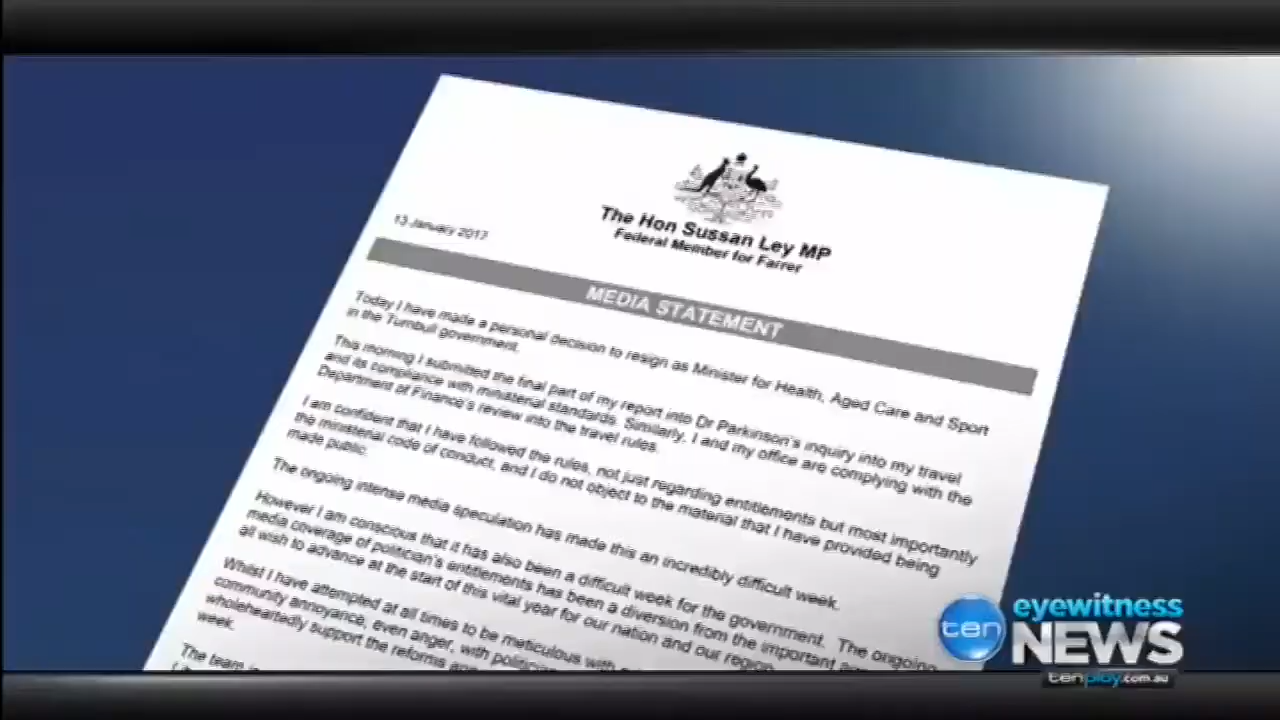 13 January 2017
The Hon Sussan Ley MP
Federal Member for Farrer
MEDIA STATEMENT
Today I have made a personal decision to resign as Minister for Health, Aged Care and Sport
in the Turnbull government.
This morning I submitted the final part of my report into Dr Parkinson's inquiry into my travel
and its compliance with ministerial standards. Similarly, I and my office are complying with the
Department of Finance's review into the travel rules.
I am confident that I have followed the rules, not just regarding entitlements but most importantly
the ministerial code of conduct, and I do not object to the material that I have provided being
made public.
The ongoing intense media speculation has made this an incredibly difficult week.
However I am conscious that it has also been a difficult week for the government. The ongoing
media coverage of politician's entitlements has been a diversion from the important
all wish to advance at the start of this vital year for our nation and our region
Whilst I have attempted at all times to be meticulous with
community annoyance, even anger, with
wholeheartedly support the reforms
week.
The team
ten eyewitness
NEWS
tenplay.com.au